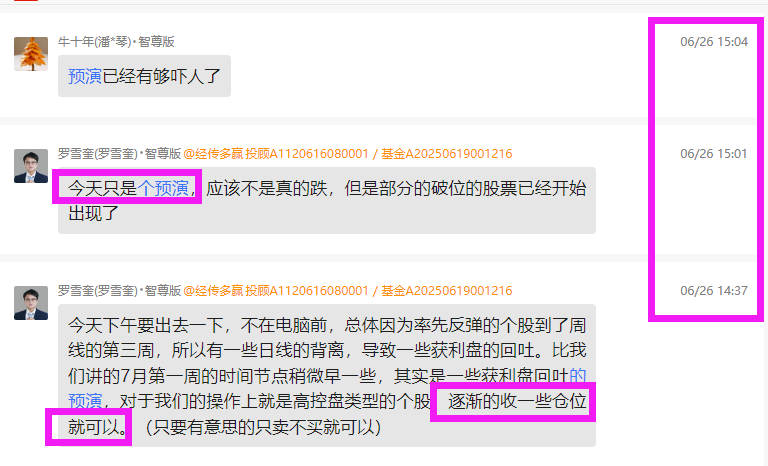 牛十年(潘*琴)·智尊版
06/26 15:04
预演已经有够吓人了
罗雪奎(罗雪奎)·智尊版 @经传多赢 投顾A1120616080001 / 基金A20250619001216
06/26 15:01
今天只是个预演，应该不是真的跌，但是部分的破位的股票已经开始
出现了
罗雪奎(罗雪奎)·智尊版 @经传多赢 投顾A1120616080001 / 基金A20250619001216
06/26 14:37
今天下午要出去一下，不在电脑前，总体因为率先反弹的个股到了周
线的第三周，所以有一些日线的背离，导致一些获利盘的回吐。比我
们讲的7月第一周的时间节点稍微早一些，其实是一些获利盘回吐的
预演，对于我们的操作上就是高控盘类型的个股 逐渐的收一些仓位
就可以。（只要有意思的只卖不买就可以）